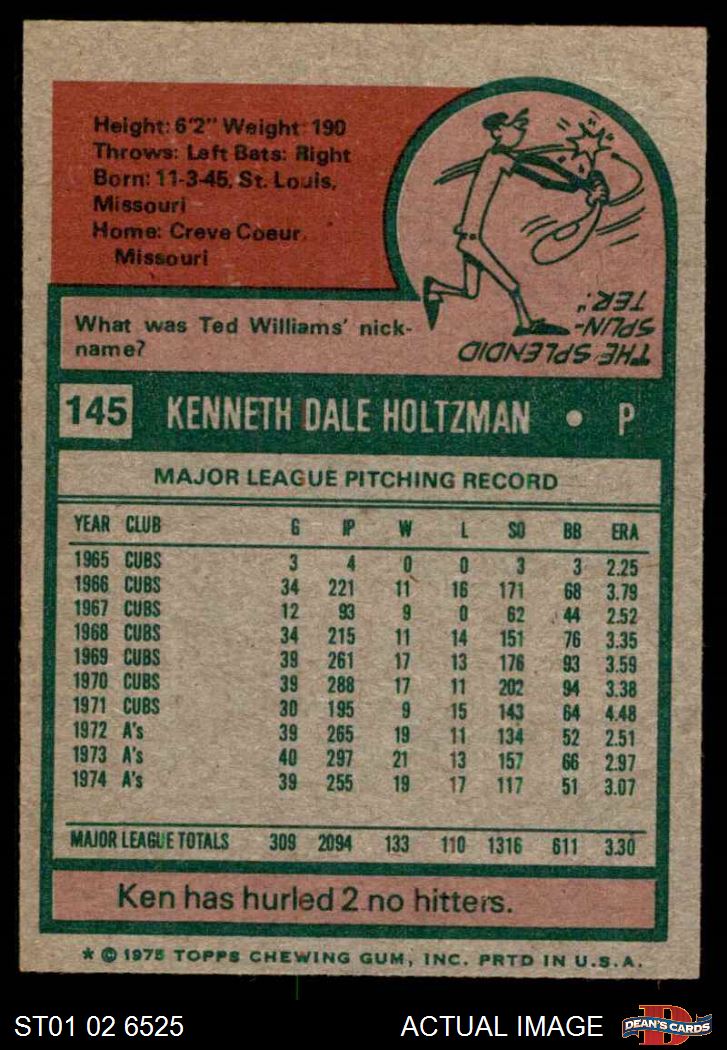 Height: 6'2" Weight: 190
Throws: Left Bats: Right
Born: 11-3-45, St. Louis,
Missouri
Home: Creve Coeur,
Missouri
What was Ted Williams' nick-
name?
"THE SPLENDID
SPLIN-
TER."
145 KENNETH DALE HOLTZMAN • P
MAJOR LEAGUE PITCHING RECORD
YEAR CLUB G IP W L SO BB ERA
1965 CUBS 3 4 0 0 3 3 2.25
1966 CUBS 34 221 11 16 171 68 3.79
1967 CUBS 12 93 9 0 62 44 2.52
1968 CUBS 34 215 11 14 151 76 3.35
1969 CUBS 39 261 17 13 176 93 3.59
1970 CUBS 39 288 17 11 202 94 3.38
1971 CUBS 30 195 9 15 143 64 4.48
1972 A's 39 265 19 11 134 52 2.51
1973 A's 40 297 21 13 157 66 2.97
1974 A's 39 255 19 17 117 51 3.07
MAJOR LEAGUE TOTALS 309 2094 133 110 1316 611 3.30
Ken has hurled 2 no hitters.
* © 1975 TOPPS CHEWING GUM, INC. PRTD IN U.S.A.
ST01 02 6525 ACTUAL IMAGE D DEAN'S CARDS